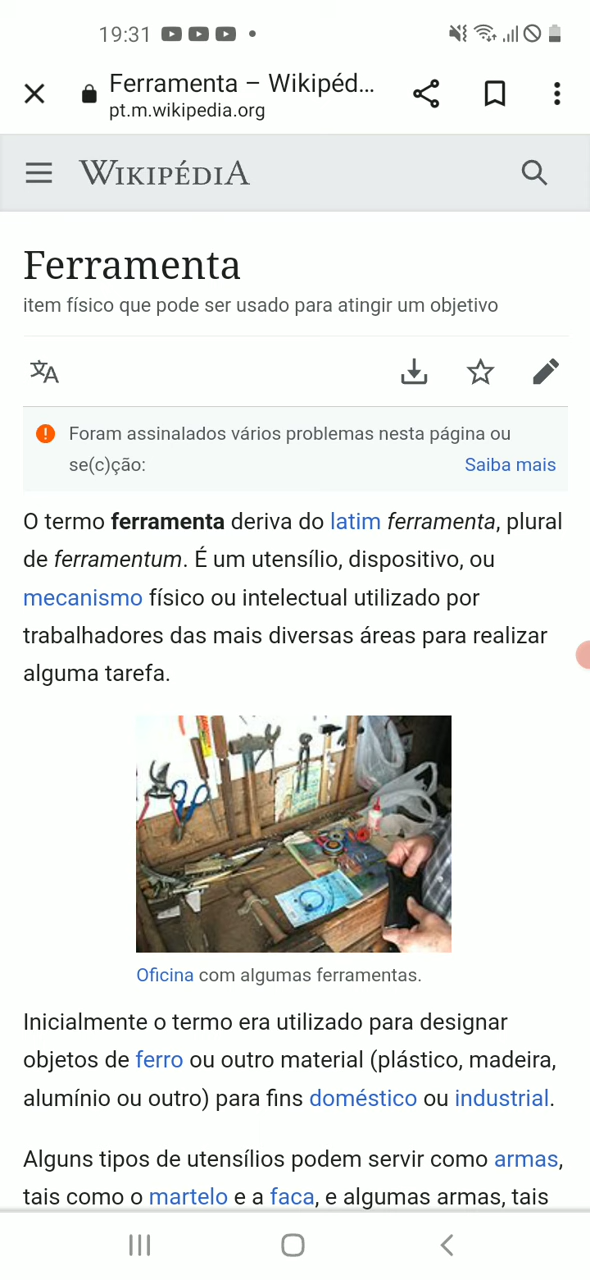 19:31
Ferramenta – Wikipéd...
pt.m.wikipedia.org
WIKIPÉDIA
Ferramenta
item físico que pode ser usado para atingir um objetivo
Foram assinalados vários problemas nesta página ou
se(c)ção:
Saiba mais
O termo ferramenta deriva do latim ferramenta, plural
de ferramentum. É um utensílio, dispositivo, ou
mecanismo físico ou intelectual utilizado por
trabalhadores das mais diversas áreas para realizar
alguma tarefa.
Oficina com algumas ferramentas.
Inicialmente o termo era utilizado para designar
objetos de ferro ou outro material (plástico, madeira,
alumínio ou outro) para fins doméstico ou industrial.
Alguns tipos de utensílios podem servir como armas,
tais como o martelo e a faca, e algumas armas, tais